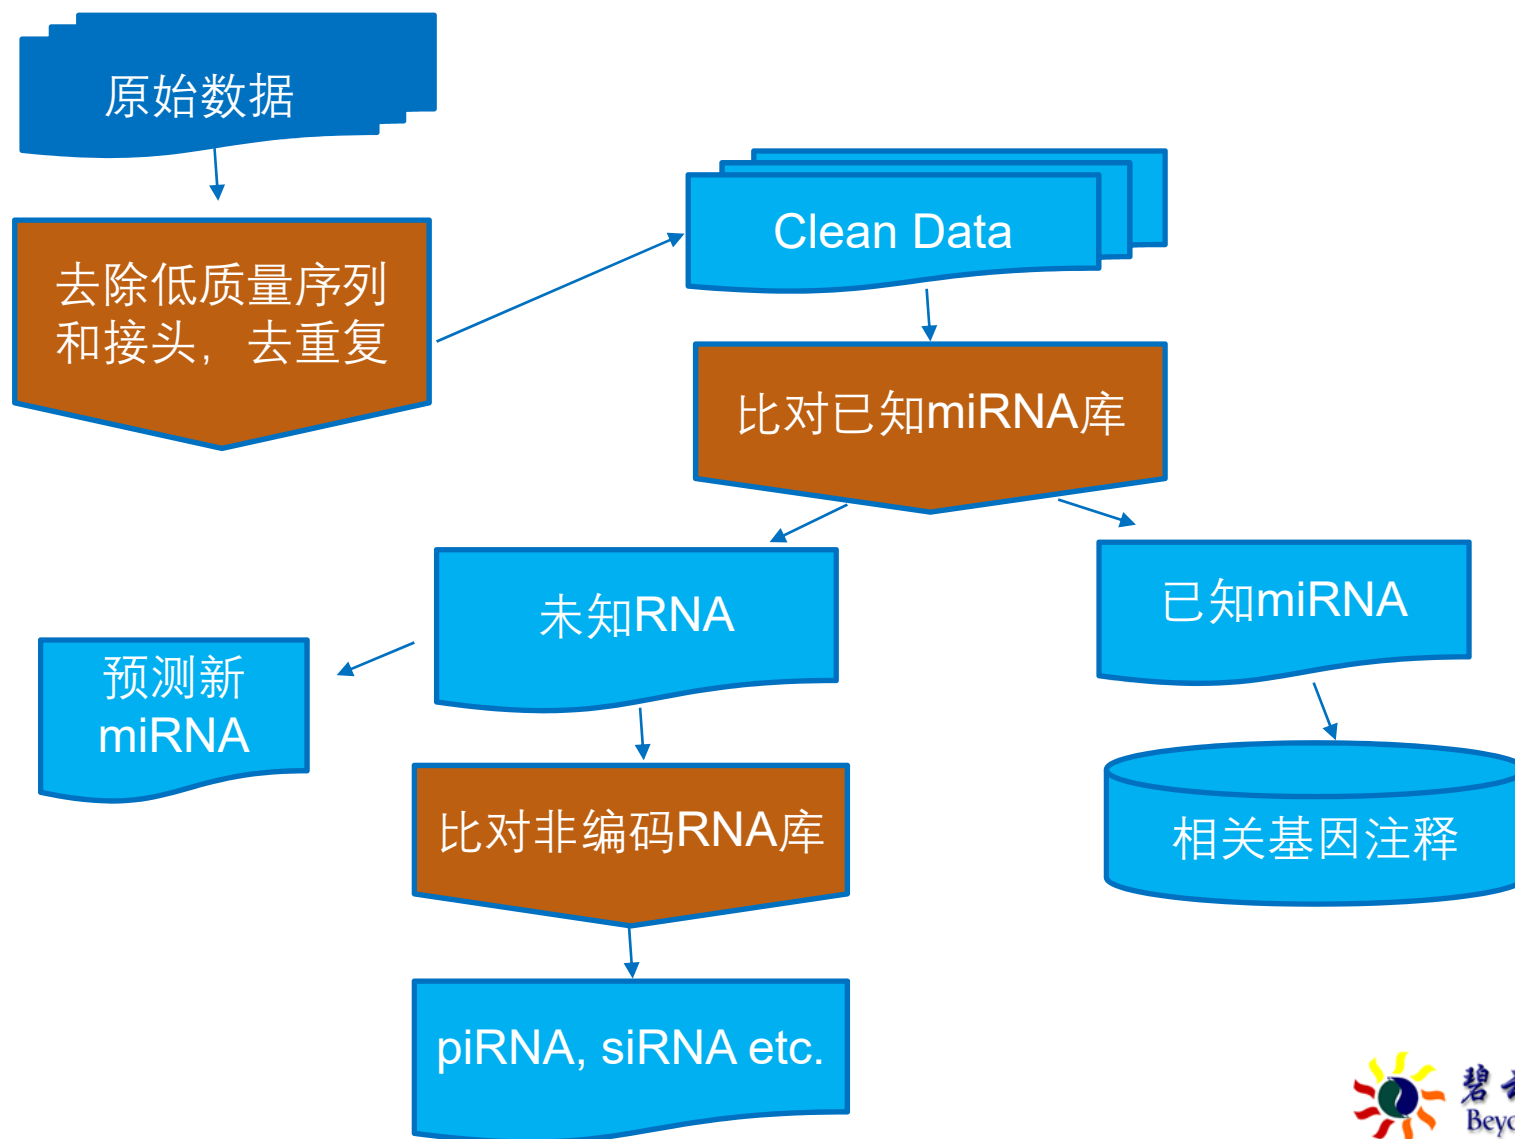 原始数据
去除低质量序列
和接头，去重复
Clean Data
比对已知miRNA库
未知RNA
已知miRNA
预测新
miRNA
相关基因注释
比对非编码RNA库
piRNA, siRNA etc.
碧